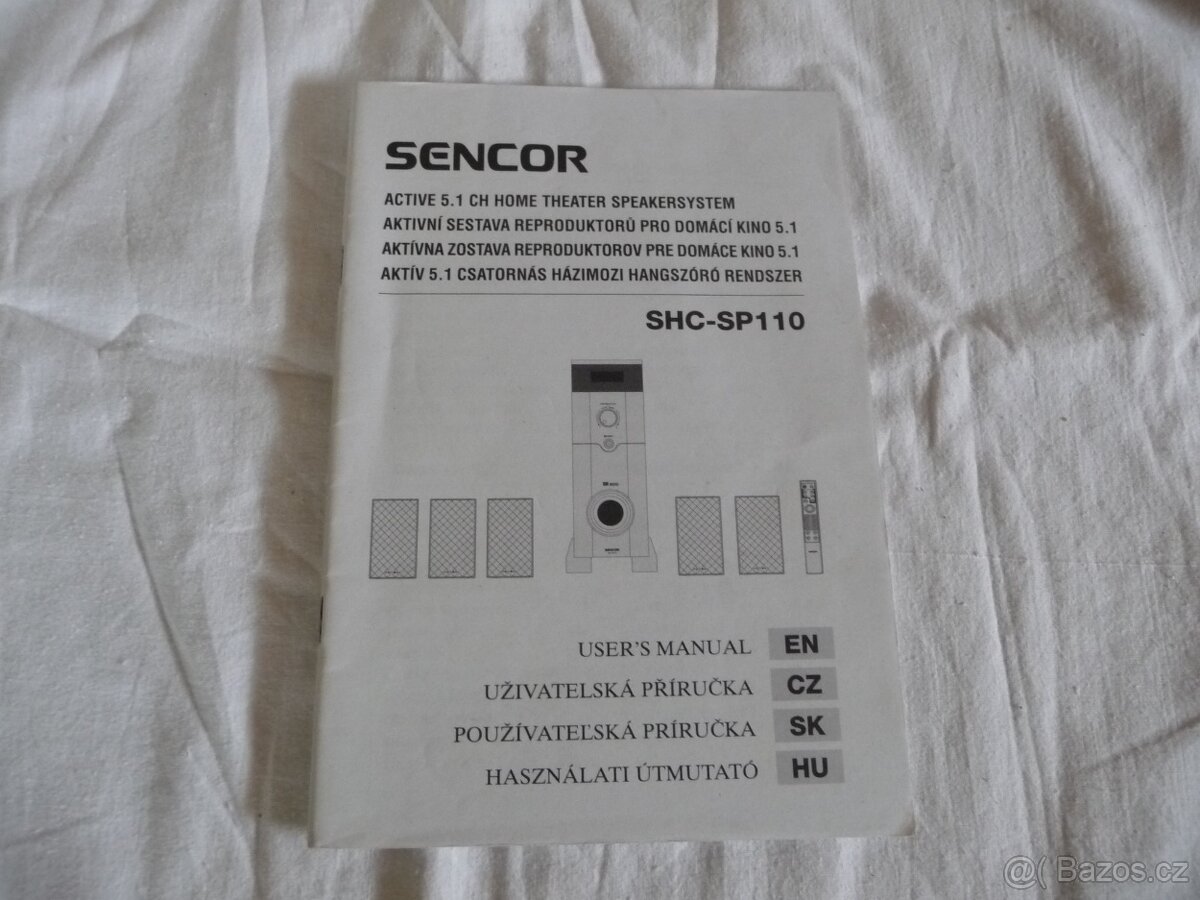 SENCOR
ACTIVE 5.1 CH HOME THEATER SPEAKERSYSTEM
AKTIVNÍ SESTAVA REPRODUKTORŮ PRO DOMÁCÍ KINO 5.1
AKTÍVNA ZOSTAVA REPRODUKTOROV PRE DOMÁCE KINO 5.1
AKTÍV 5.1 CSATORNÁS HÁZIMOZI HANGSZÓRÓ RENDSZER
SHC-SP110
SENCOR
USER'S MANUAL EN
UŽIVATELSKÁ PŘÍRUČKA CZ
POUŽÍVATEĽSKÁ PRÍRUČKA SK
HASZNÁLATI ÚTMUTATÓ HU
@( Bazos.cz